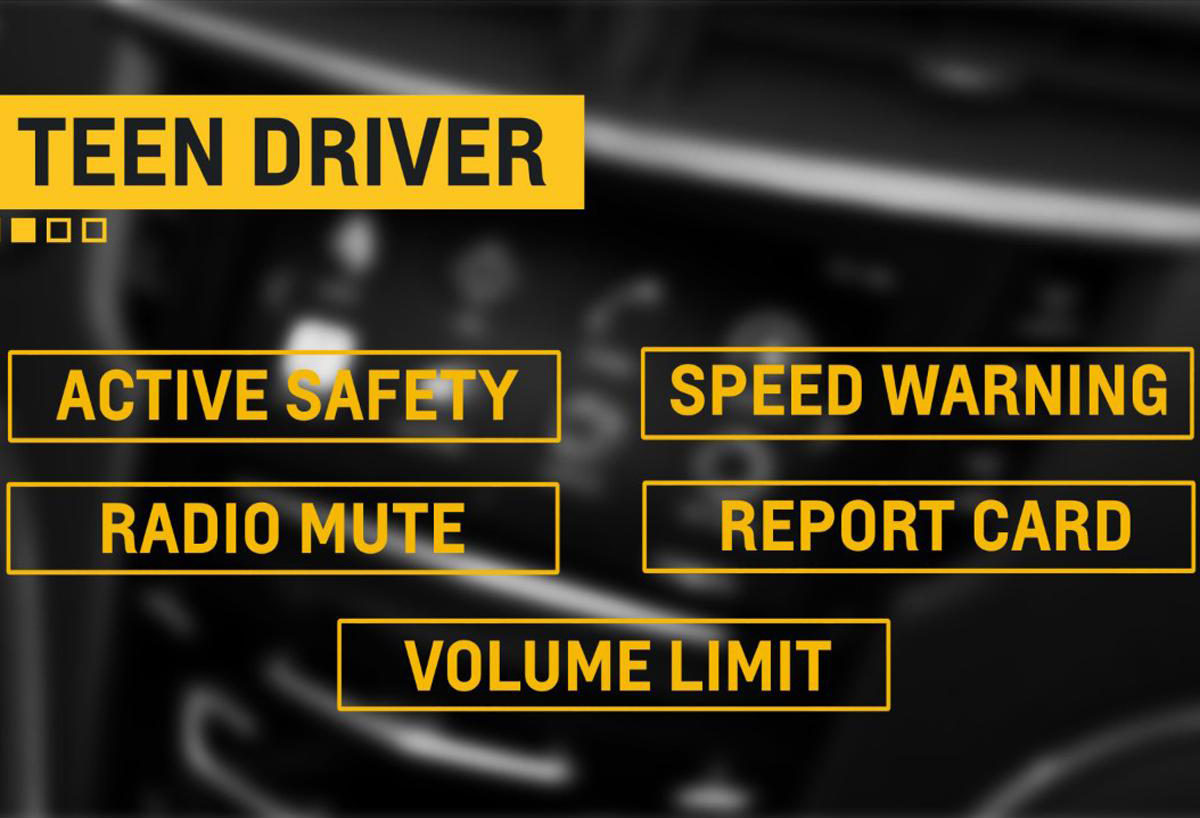 TEEN DRIVER
ACTIVE SAFETY
SPEED WARNING
RADIO MUTE
REPORT CARD
VOLUME LIMIT